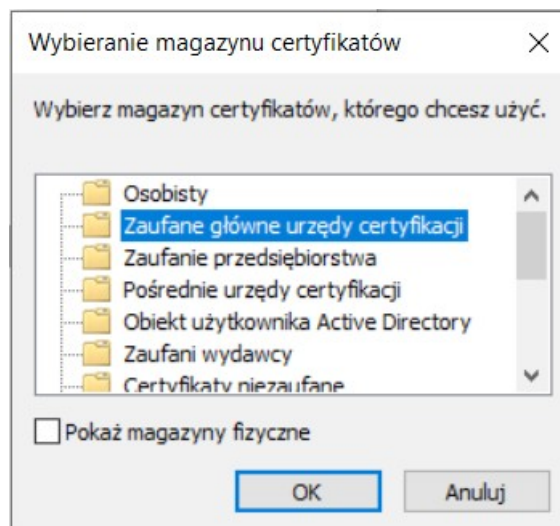 Wybieranie magazynu certyfikatów
Wybierz magazyn certyfikatów, którego chcesz użyć.
Osobisty
Zaufane główne urzędy certyfikacji
Zaufanie przedsiębiorstwa
Pośrednie urzędy certyfikacji
Obiekt użytkownika Active Directory
Zaufani wydawcy
Certyfikaty niezaufane
Pokaż magazyny fizyczne
OK
Anuluj